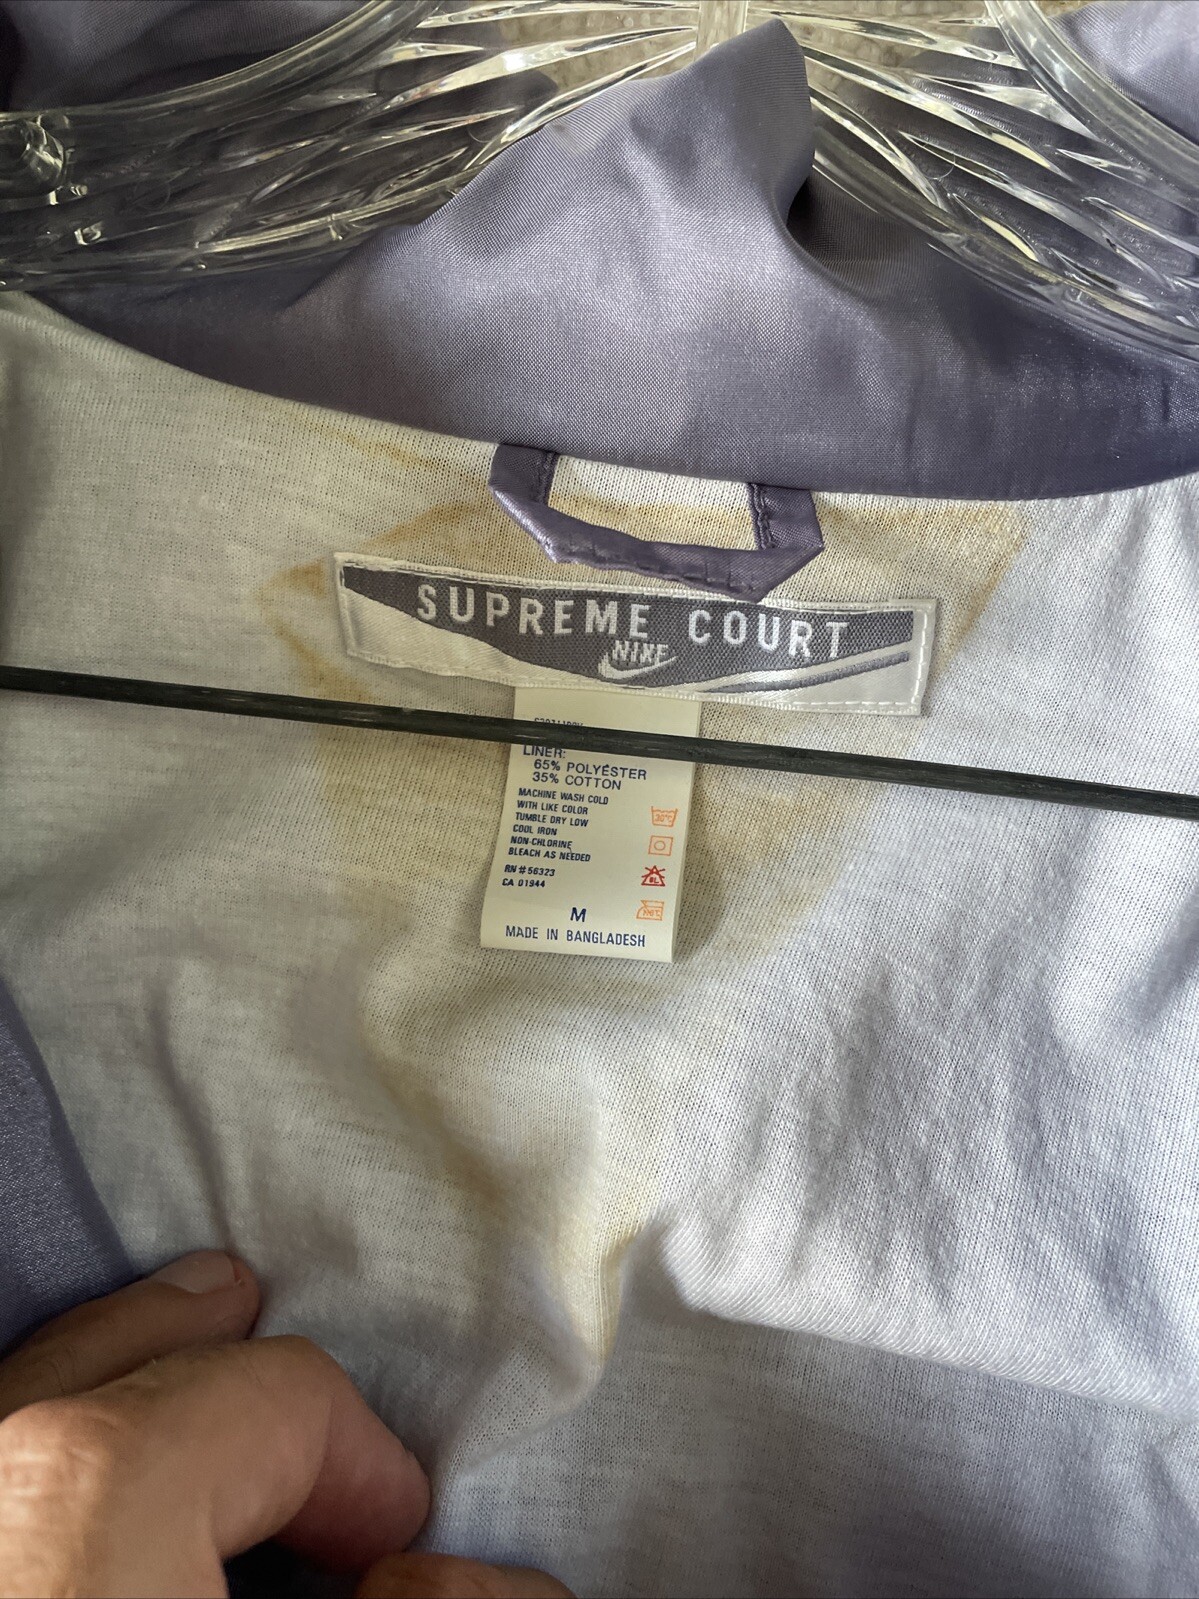 SUPREME COURT
NIKE
LINER:
65% POLYESTER
35% COTTON
MACHINE WASH COLD
WITH LIKE COLOR
TUMBLE DRY LOW
COOL IRON
NON-CHLORINE
BLEACH AS NEEDED
30°C
RN # 56323
CA 01944
M
MADE IN BANGLADESH